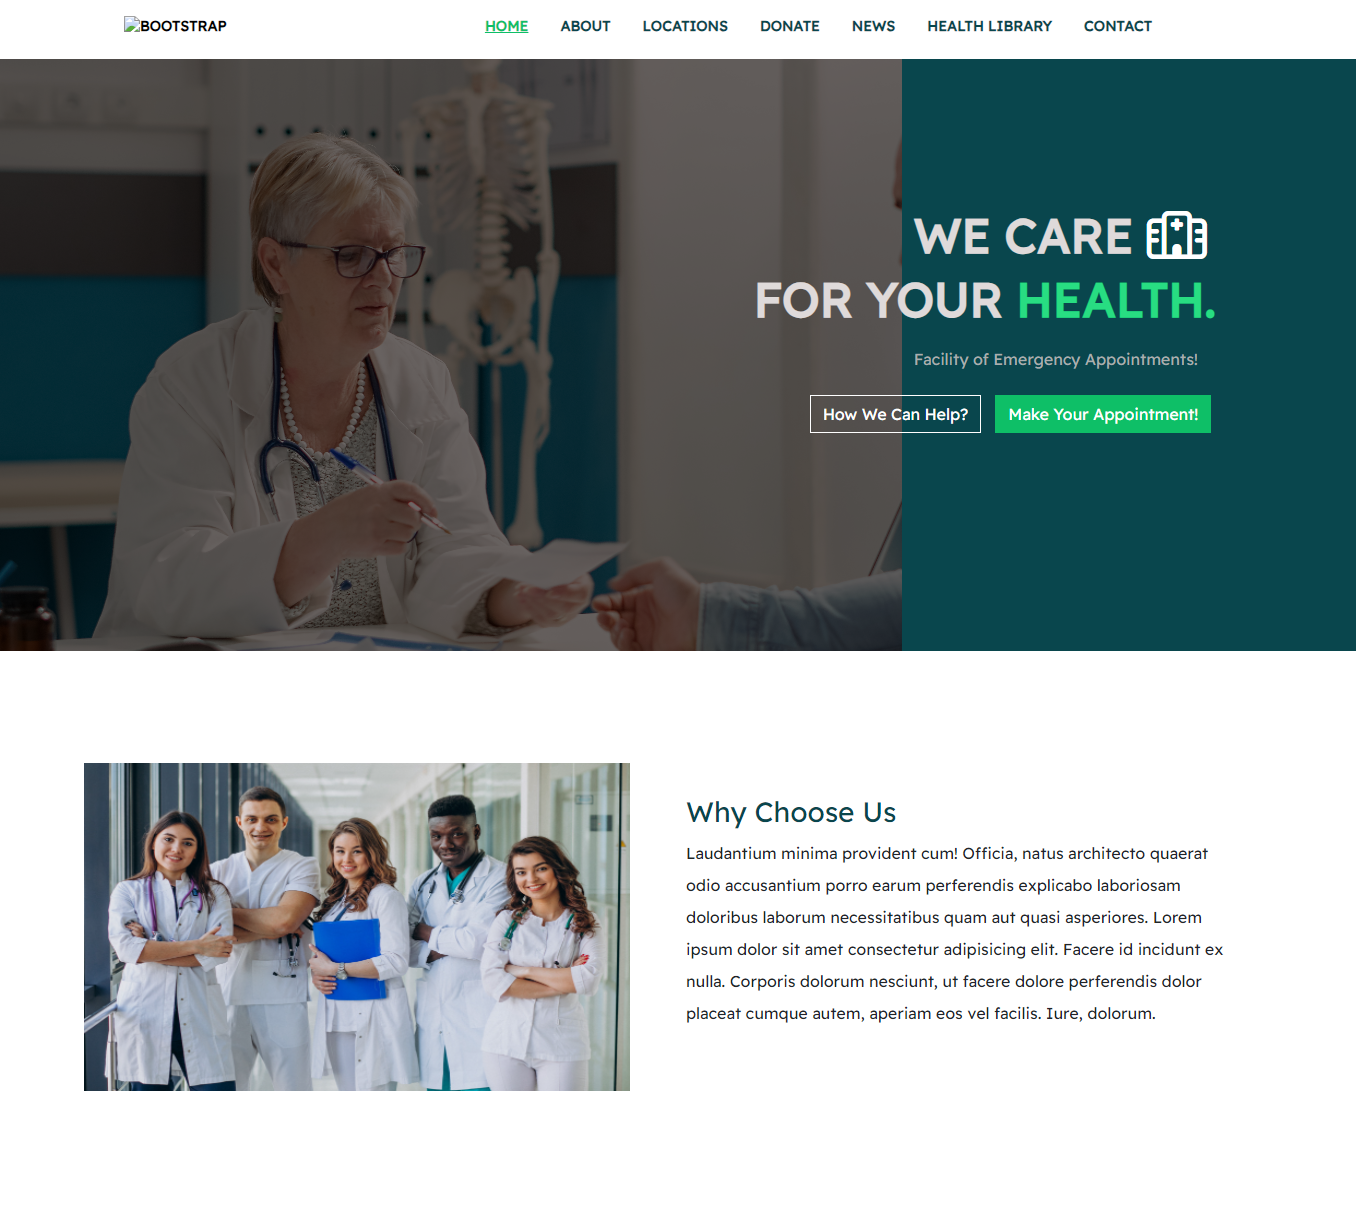 BOOTSTRAP HOME ABOUT LOCATIONS DONATE NEWS HEALTH LIBRARY CONTACT
WE CARE
FOR YOUR HEALTH.
Facility of Emergency Appointments!
How We Can Help? Make Your Appointment!
Why Choose Us
Laudantium minima provident cum! Officia, natus architecto quaerat
odio accusantium porro earum perferendis explicabo laboriosam
doloribus laborum necessitatibus quam aut quasi asperiores. Lorem
ipsum dolor sit amet consectetur adipisicing elit. Facere id incidunt ex
nulla. Corporis dolorum nesciunt, ut facere dolore perferendis dolor
placeat cumque autem, aperiam eos vel facilis. Iure, dolorum.